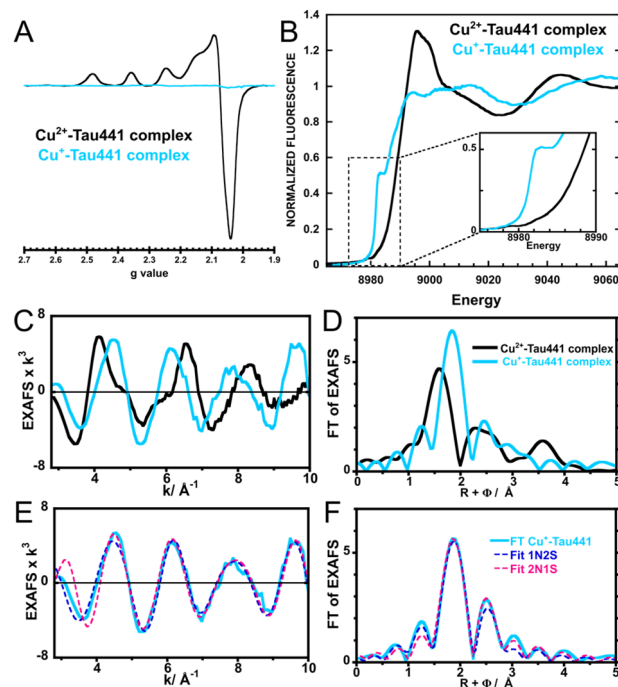 A
Cu2+-Tau441 complex
Cu+-Tau441 complex
2.7 2.6 2.5 2.4 2.3 2.2 2.1 2 1.9
g value
B
Cu2+-Tau441 complex
Cu+-Tau441 complex
NORMALIZED FLUORESCENCE
1.4
1.2
1
0.8
0.6
0.4
0.2
0
8980 9000 9020 9040 9060
Energy
0.5
0
8980 8990
Energy
C
EXAFS x k3
8
0
-8
4 6 8 10
k/ Å-1
D
Cu2+-Tau441 complex
Cu+-Tau441 complex
FT of EXAFS
5
0
0 1 2 3 4 5
R + Φ / Å
E
EXAFS x k3
8
0
-8
4 6 8 10
k/ Å-1
F
FT Cu+-Tau441
Fit 1N2S
Fit 2N1S
FT of EXAFS
5
0
0 1 2 3 4 5
R + Φ / Å